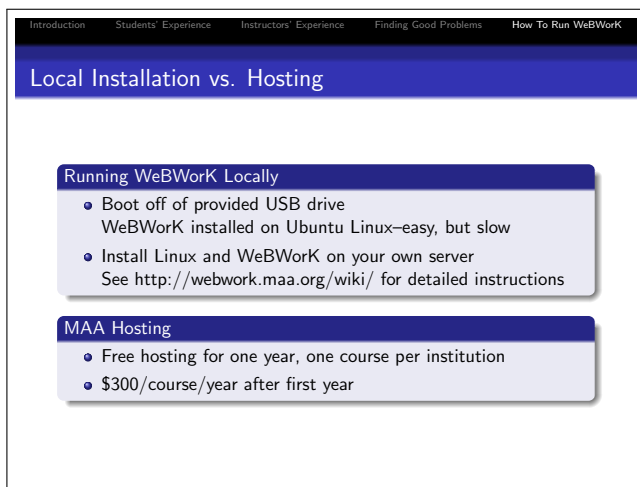 Introduction Students' Experience Instructors' Experience Finding Good Problems How To Run WeBWorK
Local Installation vs. Hosting
Running WeBWorK Locally
Boot off of provided USB drive
WeBWorK installed on Ubuntu Linux–easy, but slow
Install Linux and WeBWorK on your own server
See http://webwork.maa.org/wiki/ for detailed instructions
MAA Hosting
Free hosting for one year, one course per institution
$300/course/year after first year